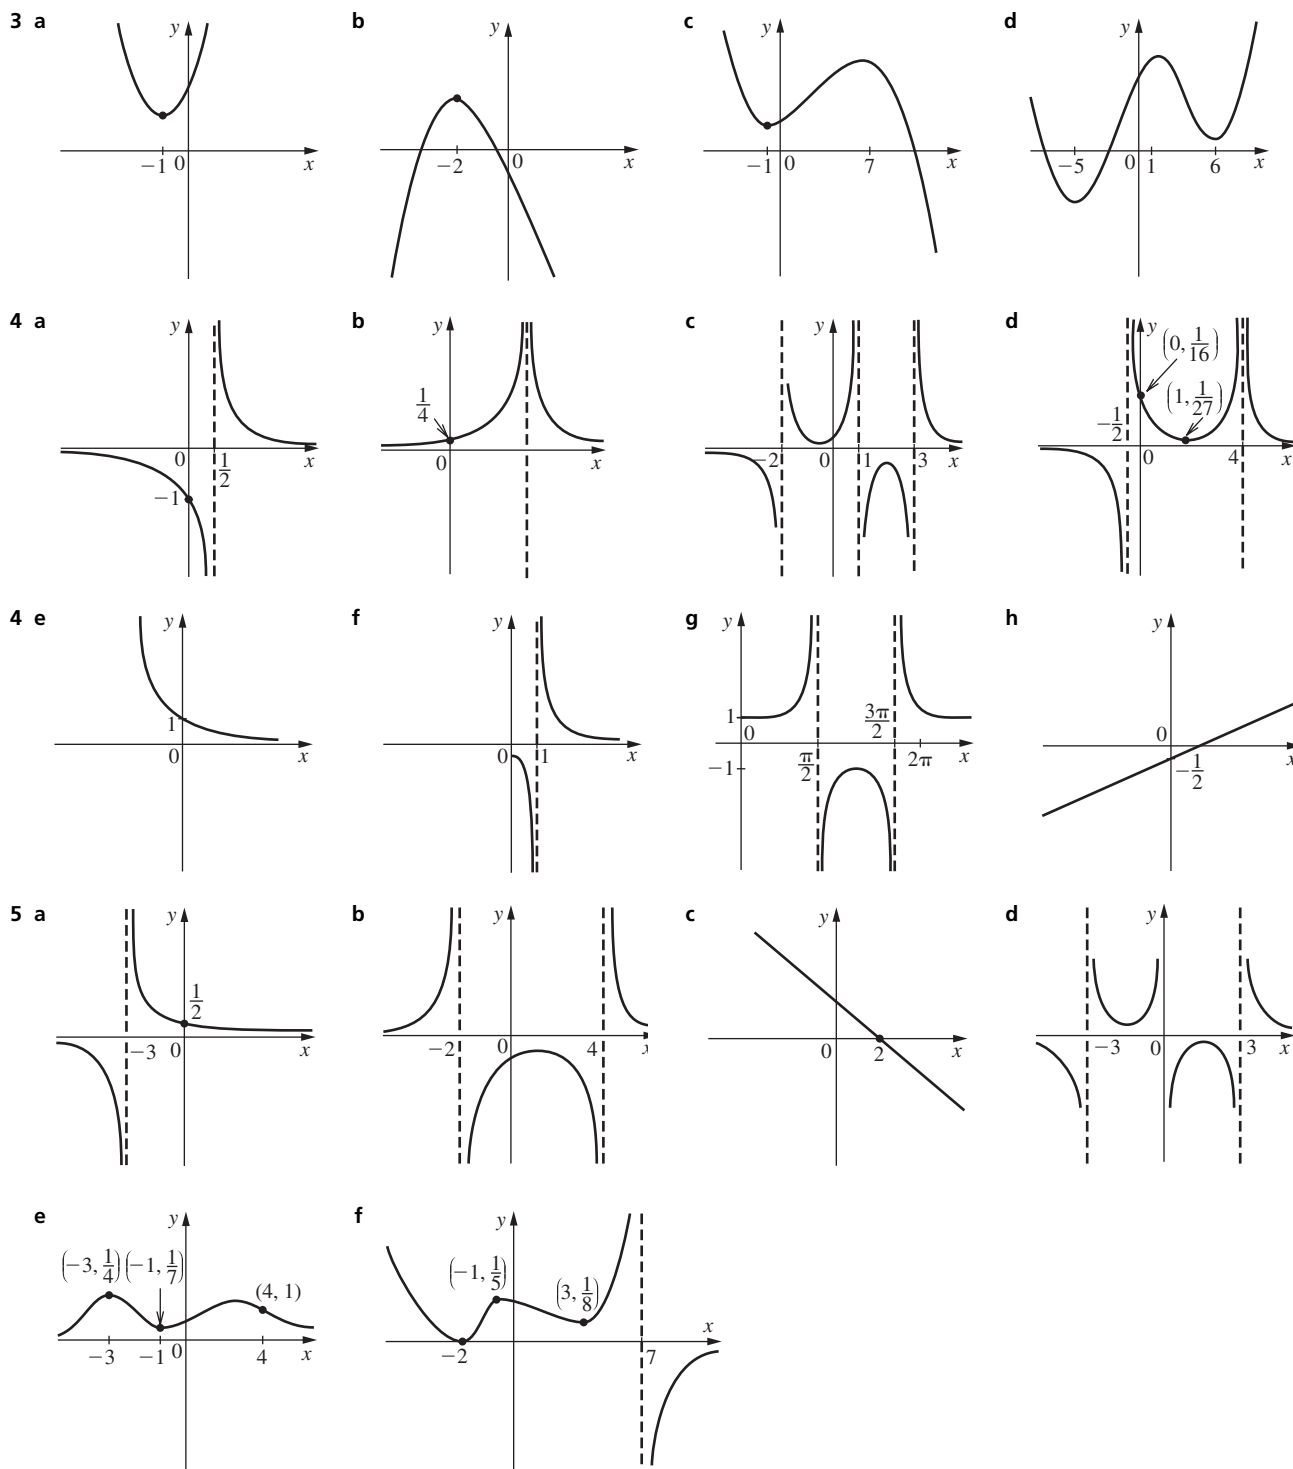 3 a b c d
y y y y
−1 0 x −2 0 x −1 0 7 x −5 0 1 6 x
4 a b c d
y y y y
(0, 1/16)
1/4 (1, 1/27)
−1/2
0 1/2 x 0 x −2 0 1 3 x 0 4 x
−1
4 e f g h
y y y y
1 1 3π/2 0
0 x 0 1 x 0 −1 π/2 2π x −1/2 x
5 a b c d
y y y y
1/2
−3 0 x −2 0 4 x 0 2 x −3 0 3 x
e f
y y
(−3, 1/4) (−1, 1/7) (4, 1) (−1, 1/5) (3, 1/8)
−3 −1 0 4 x −2 7 x